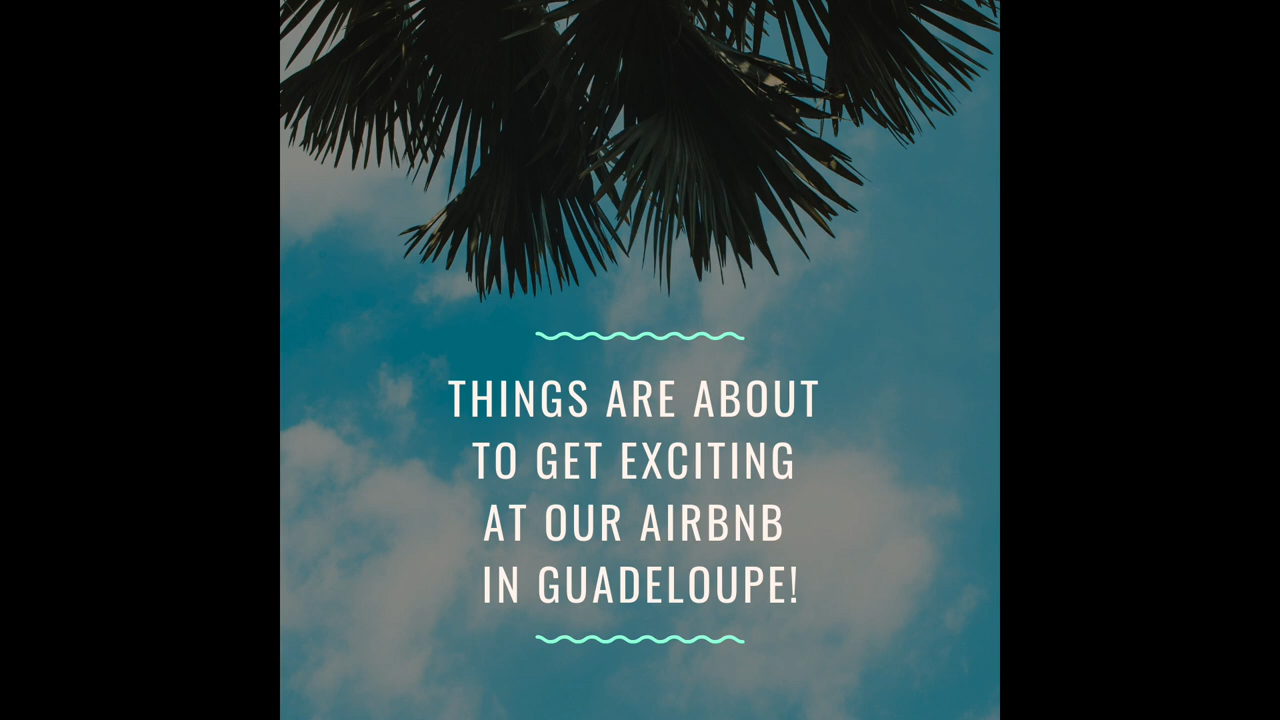 THINGS ARE ABOUT
TO GET EXCITING
AT OUR AIRBNB
IN GUADELOUPE!